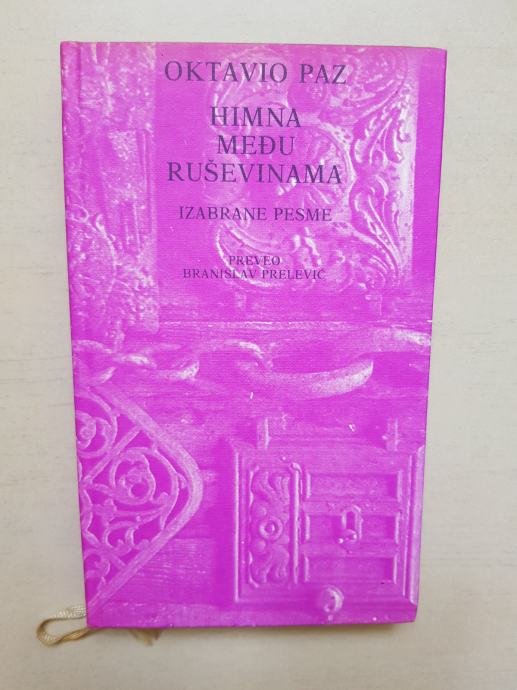 OKTAVIO PAZ
HIMNA
MEĐU
RUŠEVINAMA
IZABRANE PESME
PREVEO
BRANISLAV PRELEVIĆ